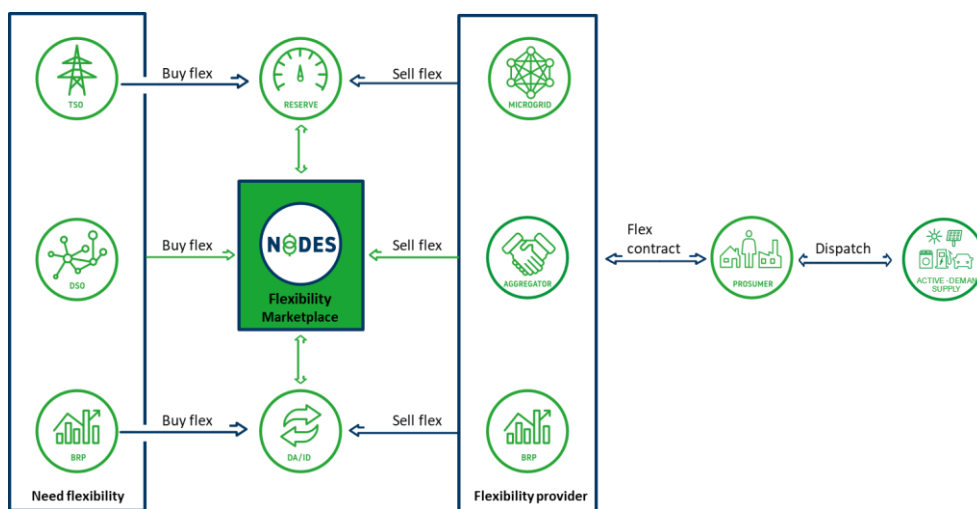 Buy flex
Sell flex
TSO
RESERVE
MICROGRID
NODES
Buy flex
Sell flex
Flex
contract
Dispatch
DSO
AGGREGATOR
PROSUMER
ACTIVE -DEMAN
SUPPLY
Flexibility
Marketplace
Buy flex
Sell flex
BRP
DA/ID
BRP
Need flexibility
Flexibility provider